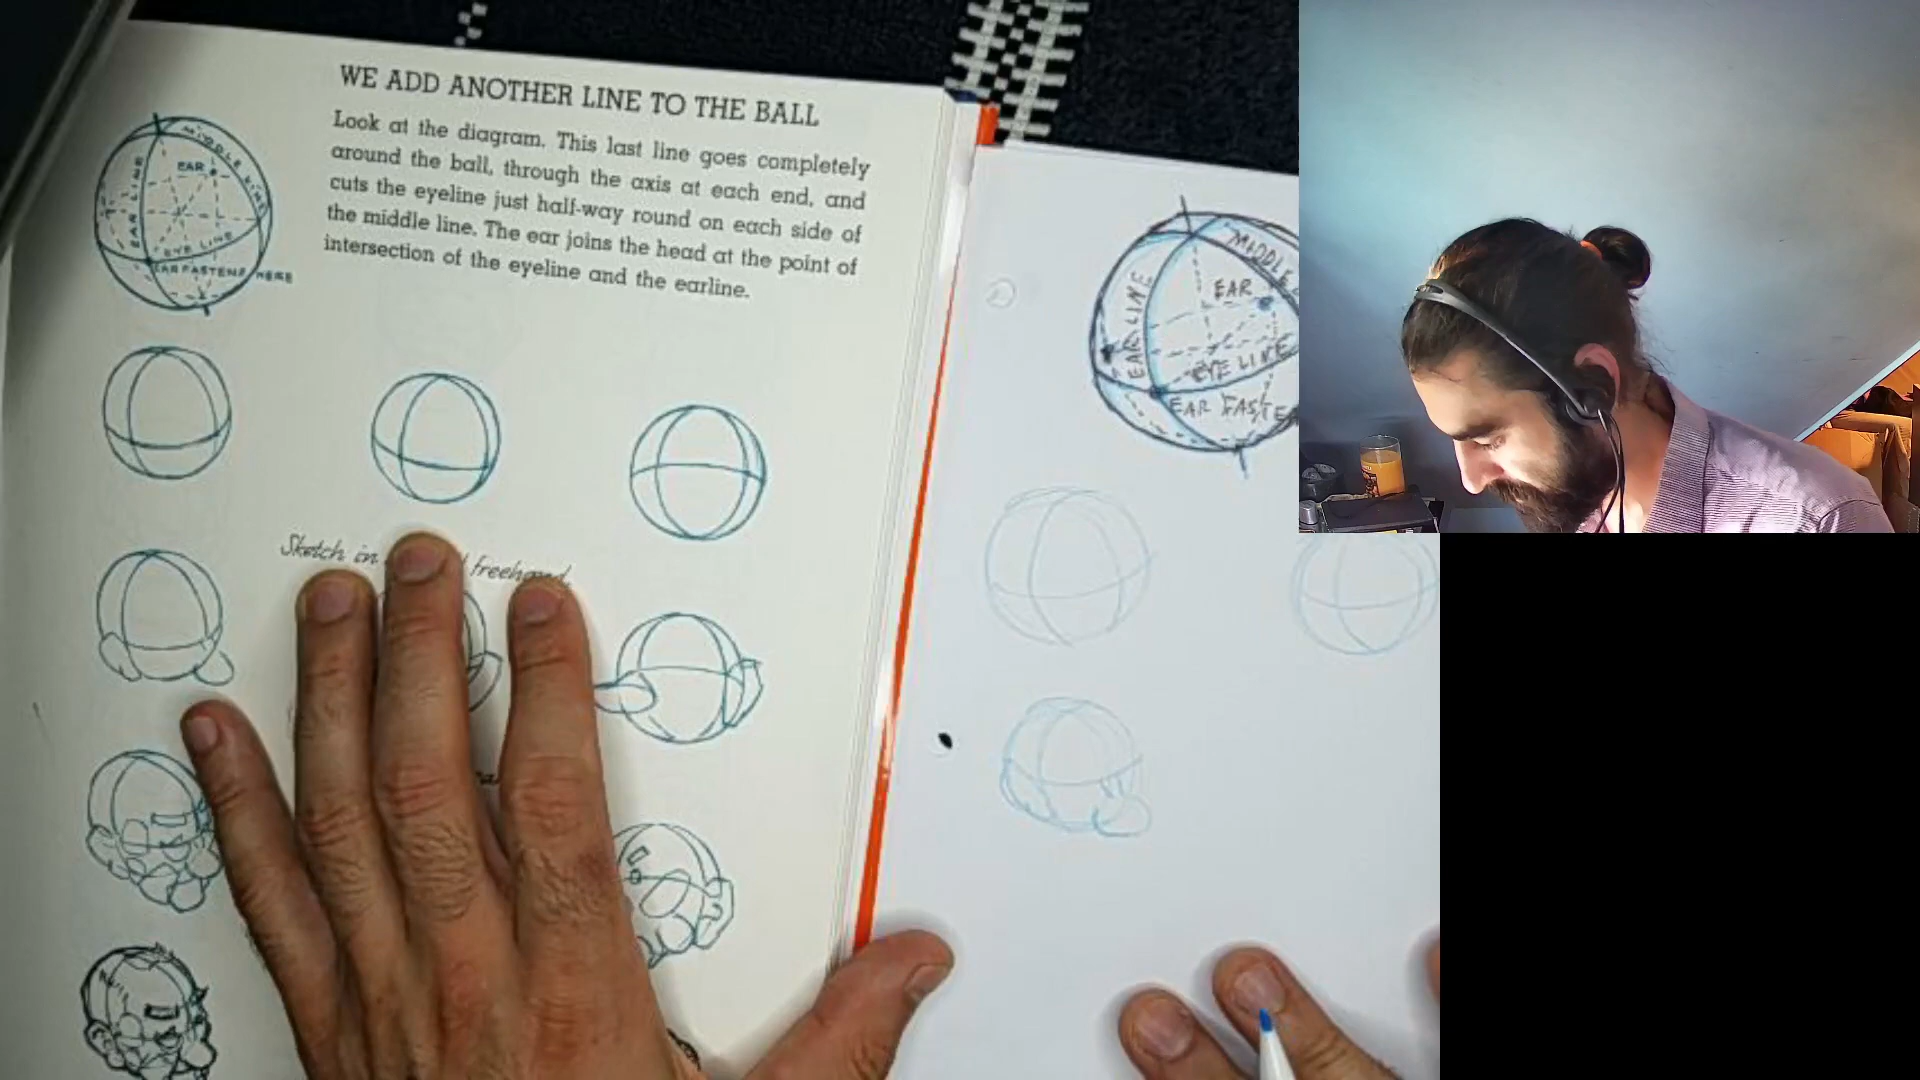 WE ADD ANOTHER LINE TO THE BALL
Look at the diagram. This last line goes completely
around the ball, through the axis at each end, and
cuts the eyeline just half-way round on each side of
the middle line. The ear joins the head at the point of
intersection of the eyeline and the earline.
MIDDLE LINE
EAR
EAR LINE
EYE LINE
EAR FASTENS HERE
Sketch in
freehand.
MIDDLE
EAR
EAR LINE
EYE LINE
EAR FASTE